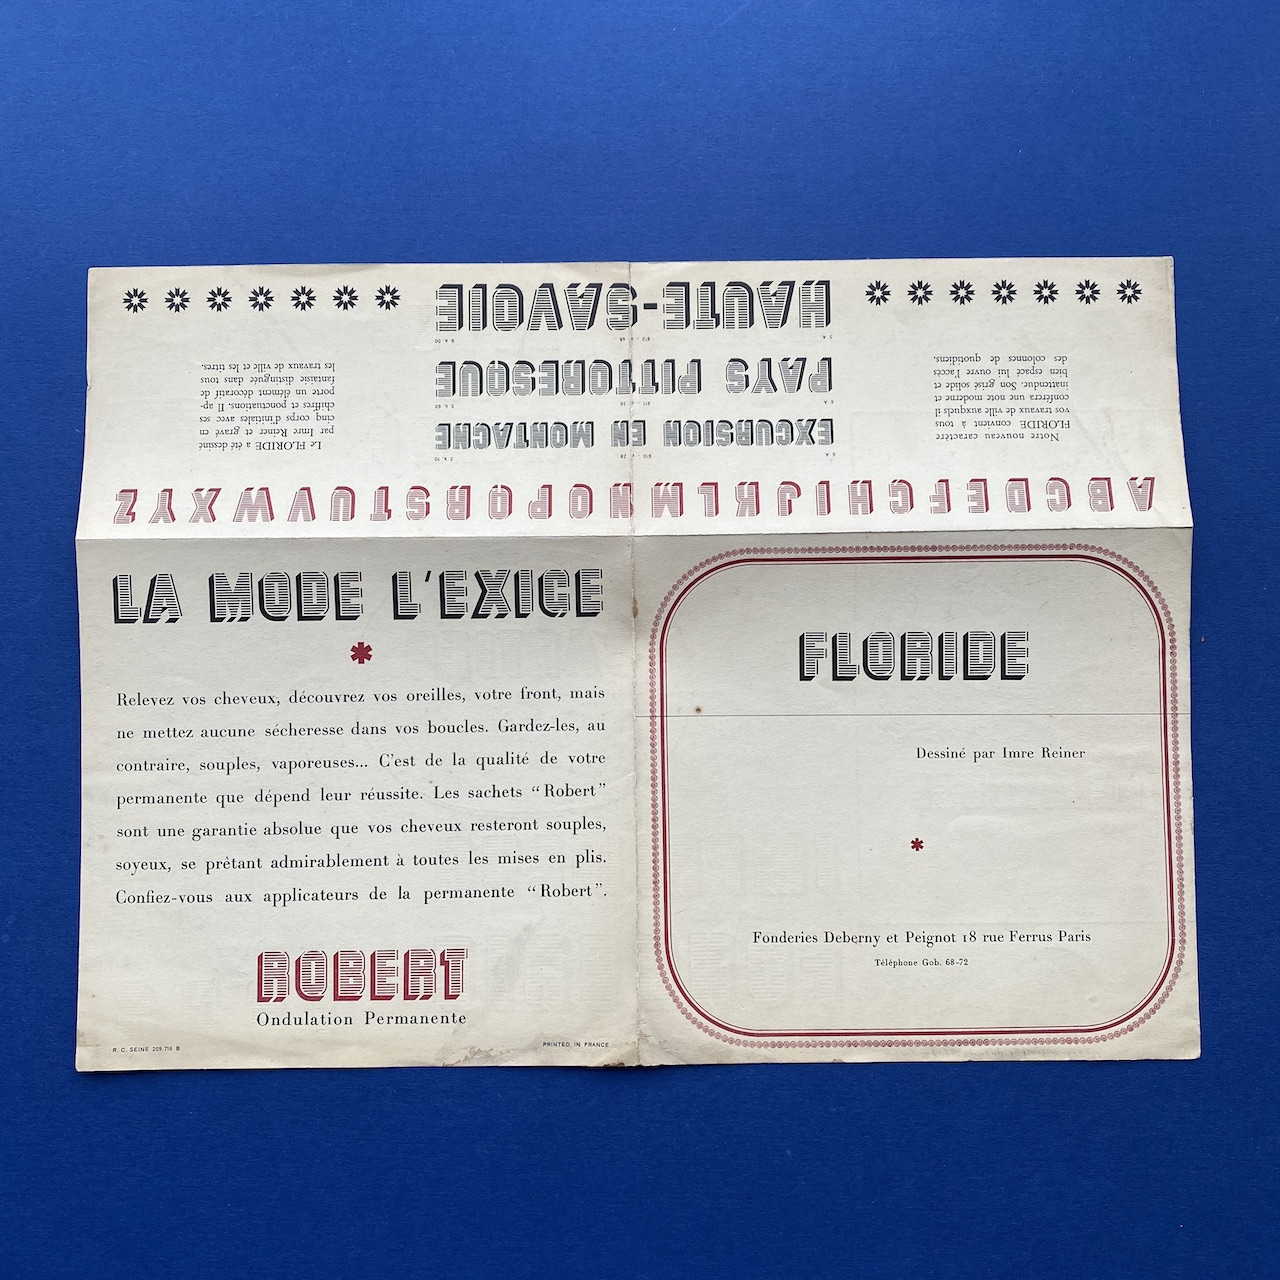 HAUTE-SAVOIE
PAYS PITTORESQUE
EXCURSION EN MONTAGNE
Notre nouveau caractère
FLORIDE convient à tous
vos travaux de ville auxquels il
conférera une note moderne et
inattendue. Son grisé solide et
bien espacé lui ouvre l'accès
des colonnes de quotidiens.
Le FLORIDE a été dessiné
par Imre Reiner et gravé en
cinq corps d'initiales avec ses
chiffres et ponctuations. Il ap-
porte un élément décoratif de
fantaisie distinguée dans tous
les travaux de ville et les titres.
ABCDEFGHIJKLMNOPQRSTUVWXYZ
LA MODE L'EXIGE
*
Relevez vos cheveux, découvrez vos oreilles, votre front, mais
ne mettez aucune sécheresse dans vos boucles. Gardez-les, au
contraire, souples, vaporeuses... C'est de la qualité de votre
permanente que dépend leur réussite. Les sachets “Robert”
sont une garantie absolue que vos cheveux resteront souples,
soyeux, se prêtant admirablement à toutes les mises en plis.
Confiez-vous aux applicateurs de la permanente “Robert”.
ROBERT
Ondulation Permanente
R. C. SEINE 209.716 B
PRINTED IN FRANCE
FLORIDE
Dessiné par Imre Reiner
*
Fonderies Deberny et Peignot 18 rue Ferrus Paris
Téléphone Gob. 68-72